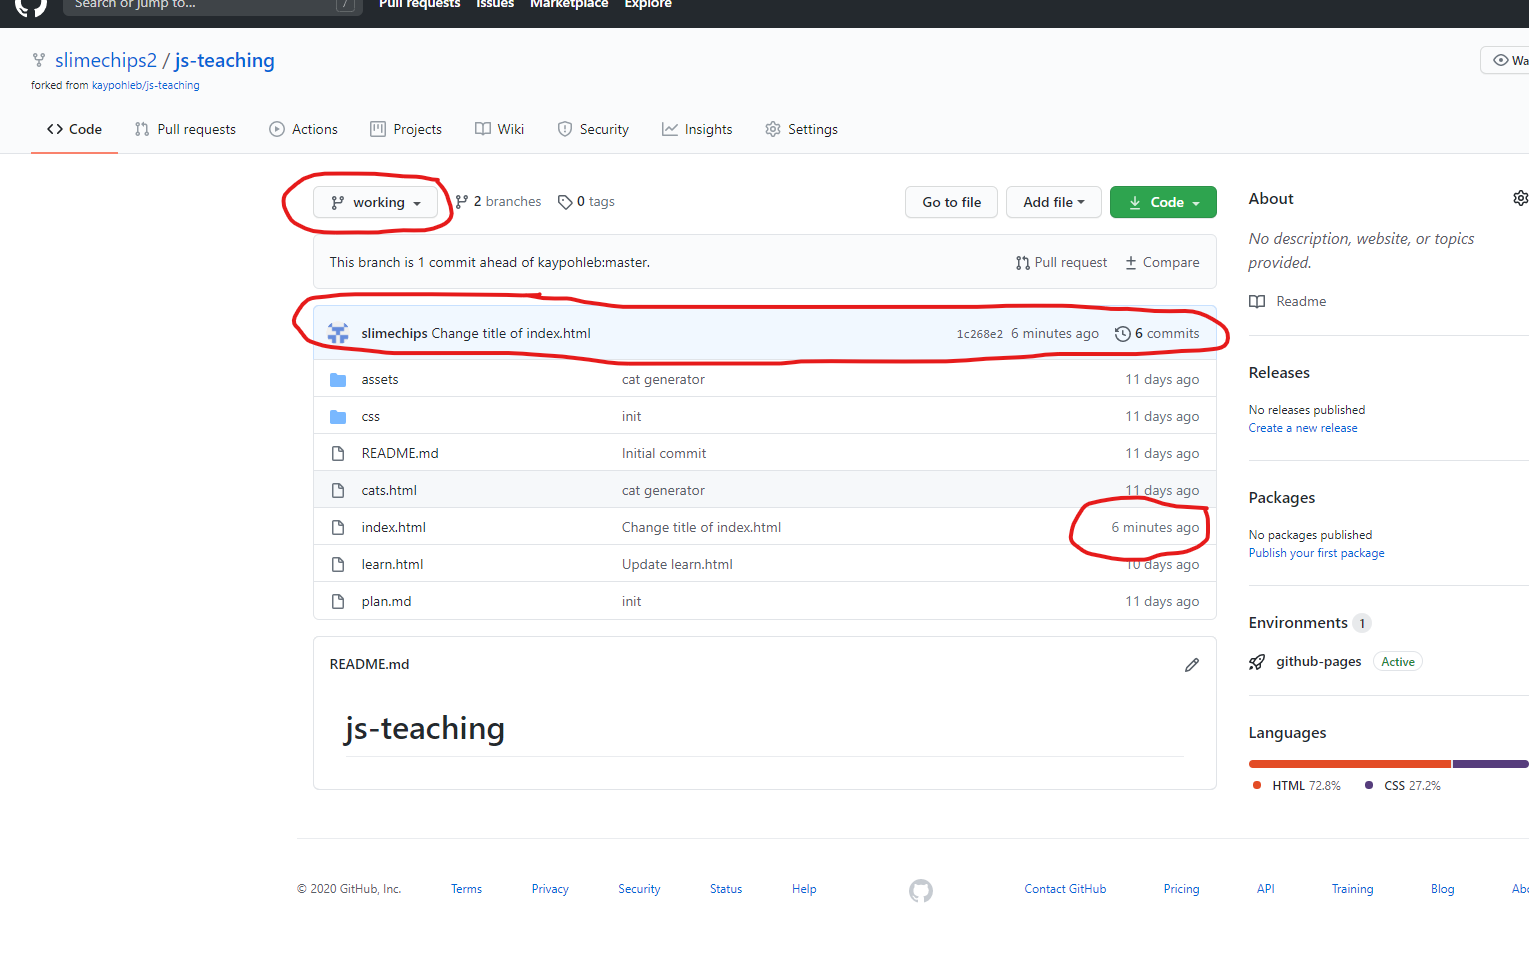 Search or jump to... / Pull requests Issues Marketplace Explore
slimechips2 / js-teaching
forked from kaypohleb/js-teaching
Code Pull requests Actions Projects Wiki Security Insights Settings
working 2 branches 0 tags Go to file Add file Code
This branch is 1 commit ahead of kaypohleb:master. Pull request Compare
slimechips Change title of index.html 1c268e2 6 minutes ago 6 commits
assets cat generator 11 days ago
css init 11 days ago
README.md Initial commit 11 days ago
cats.html cat generator 11 days ago
index.html Change title of index.html 6 minutes ago
learn.html Update learn.html 10 days ago
plan.md init 11 days ago
README.md
js-teaching
About
No description, website, or topics
provided.
Readme
Releases
No releases published
Create a new release
Packages
No packages published
Publish your first package
Environments 1
github-pages Active
Languages
HTML 72.8% CSS 27.2%
© 2020 GitHub, Inc. Terms Privacy Security Status Help Contact GitHub Pricing API Training Blog